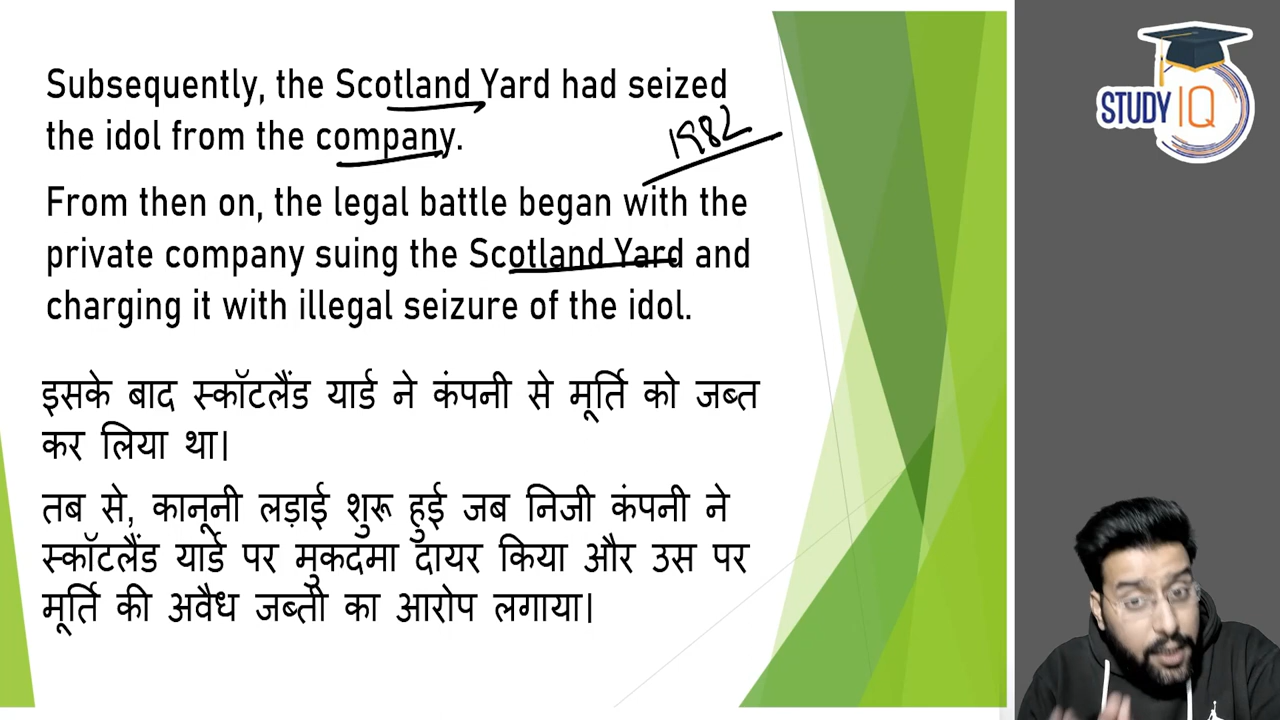 Subsequently, the Scotland Yard had seized
the idol from the company.
1982
From then on, the legal battle began with the
private company suing the Scotland Yard and
charging it with illegal seizure of the idol.
इसके बाद स्कॉटलैंड यार्ड ने कंपनी से मूर्ति को जब्त
कर लिया था।
तब से, कानूनी लड़ाई शुरू हुई जब निजी कंपनी ने
स्कॉटलैंड यार्ड पर मुकदमा दायर किया और उस पर
मूर्ति की अवैध जब्ती का आरोप लगाया।
STUDY IQ